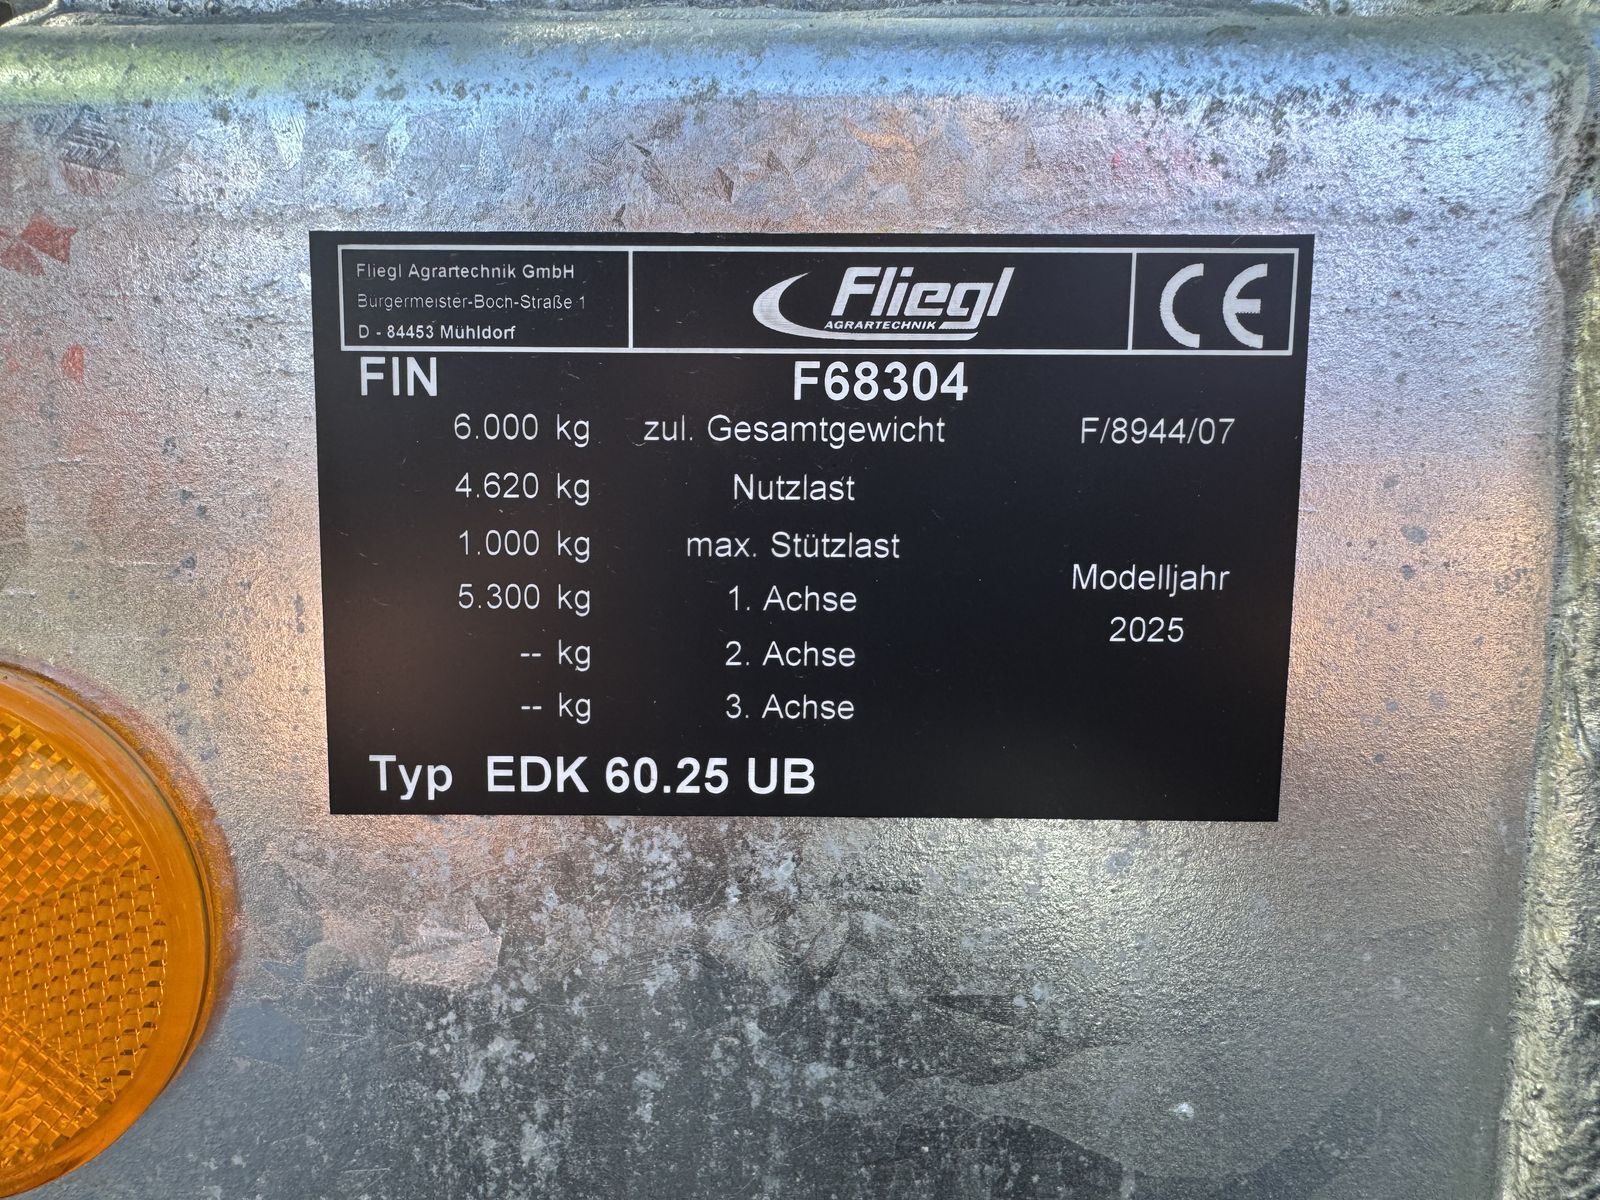 Fliegl Agrartechnik GmbH
Bürgermeister-Boch-Straße 1
D - 84453 Mühldorf
Fliegl
AGRARTECHNIK
CE
FIN F68304
6.000 kg zul. Gesamtgewicht F/8944/07
4.620 kg Nutzlast
1.000 kg max. Stützlast
5.300 kg 1. Achse
-- kg 2. Achse
-- kg 3. Achse
Modelljahr
2025
Typ EDK 60.25 UB